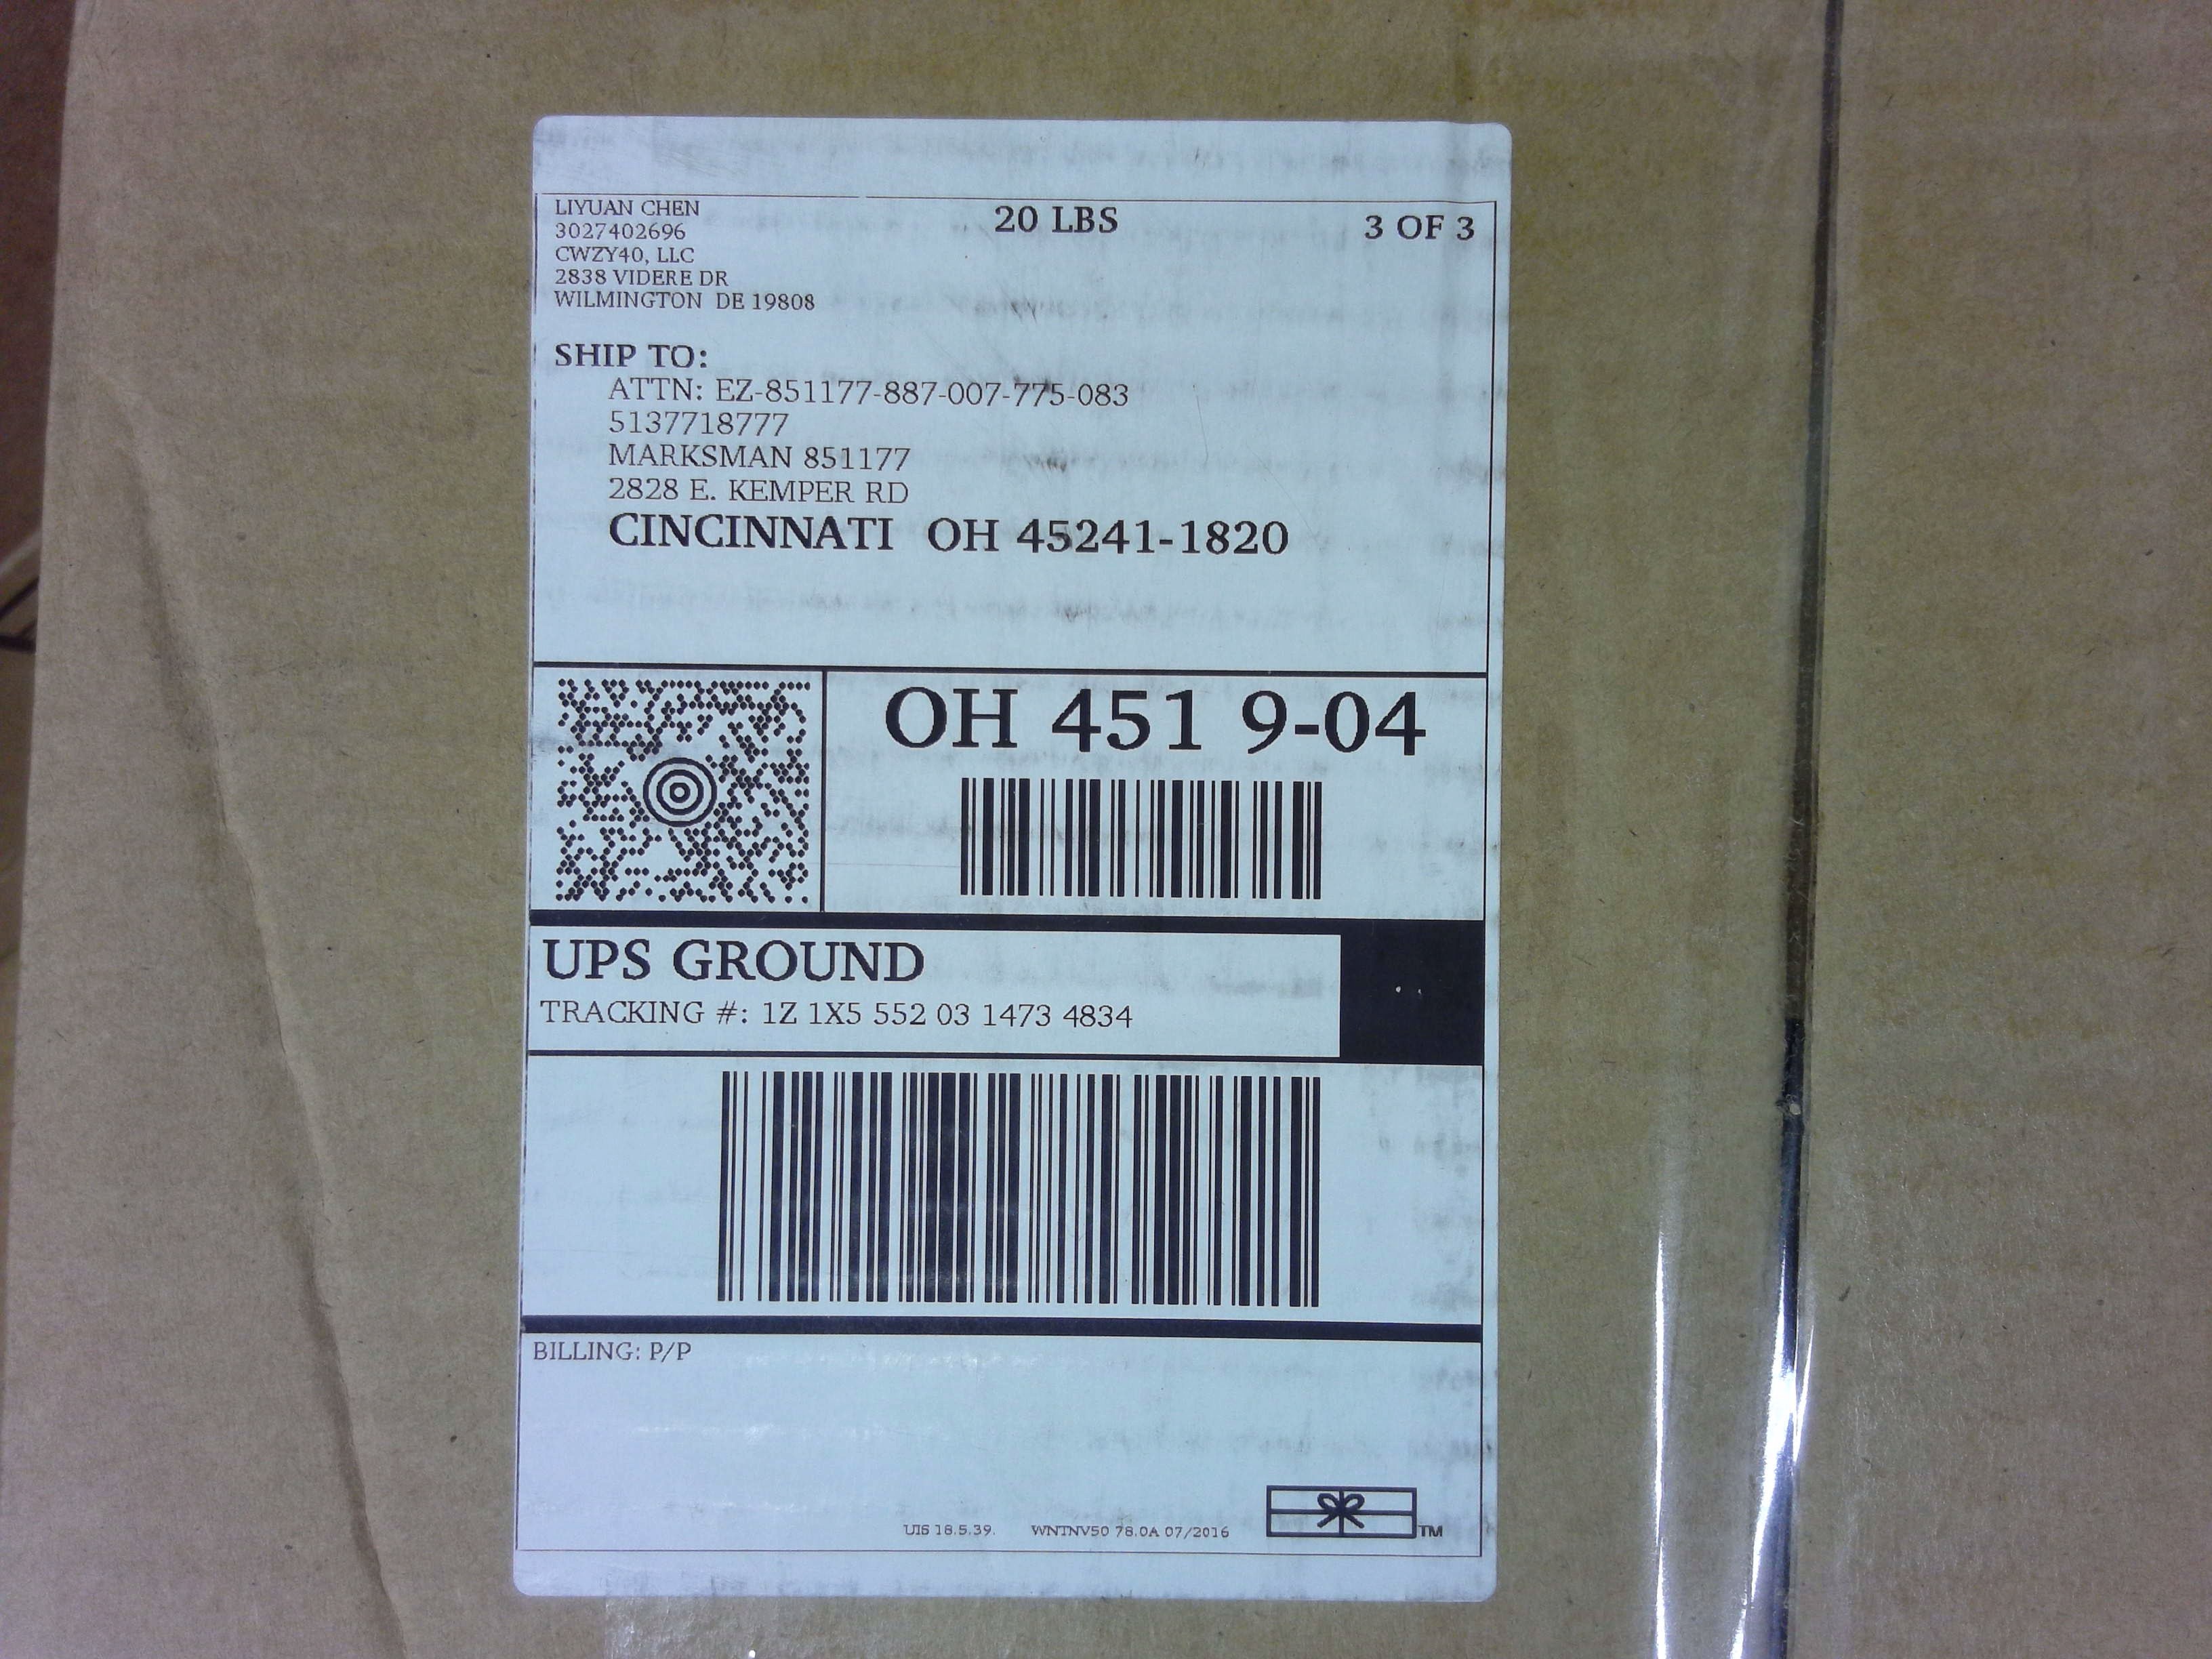 LIYUAN CHEN
3027402696
CWZY40, LLC
2838 VIDERE DR
WILMINGTON DE 19808
20 LBS
3 OF 3
SHIP TO:
ATTN: EZ-851177-887-007-775-083
5137718777
MARKSMAN 851177
2828 E. KEMPER RD
CINCINNATI OH 45241-1820
OH 451 9-04
UPS GROUND
TRACKING #: 1Z 1X5 552 03 1473 4834
BILLING: P/P
UIS 18.5.39. WNTNV50 78.0A 07/2016
TM